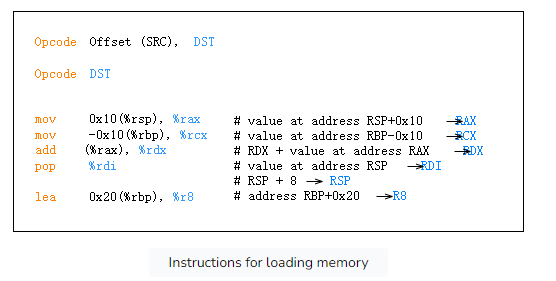 Opcode Offset (SRC), DST
Opcode DST
mov 0x10(%rsp), %rax # value at address RSP+0x10 → RAX
mov -0x10(%rbp), %rcx # value at address RBP-0x10 → RCX
add (%rax), %rdx # RDX + value at address RAX → RDX
pop %rdi # value at address RSP → RDI
# RSP + 8 → RSP
lea 0x20(%rbp), %r8 # address RBP+0x20 → R8
Instructions for loading memory